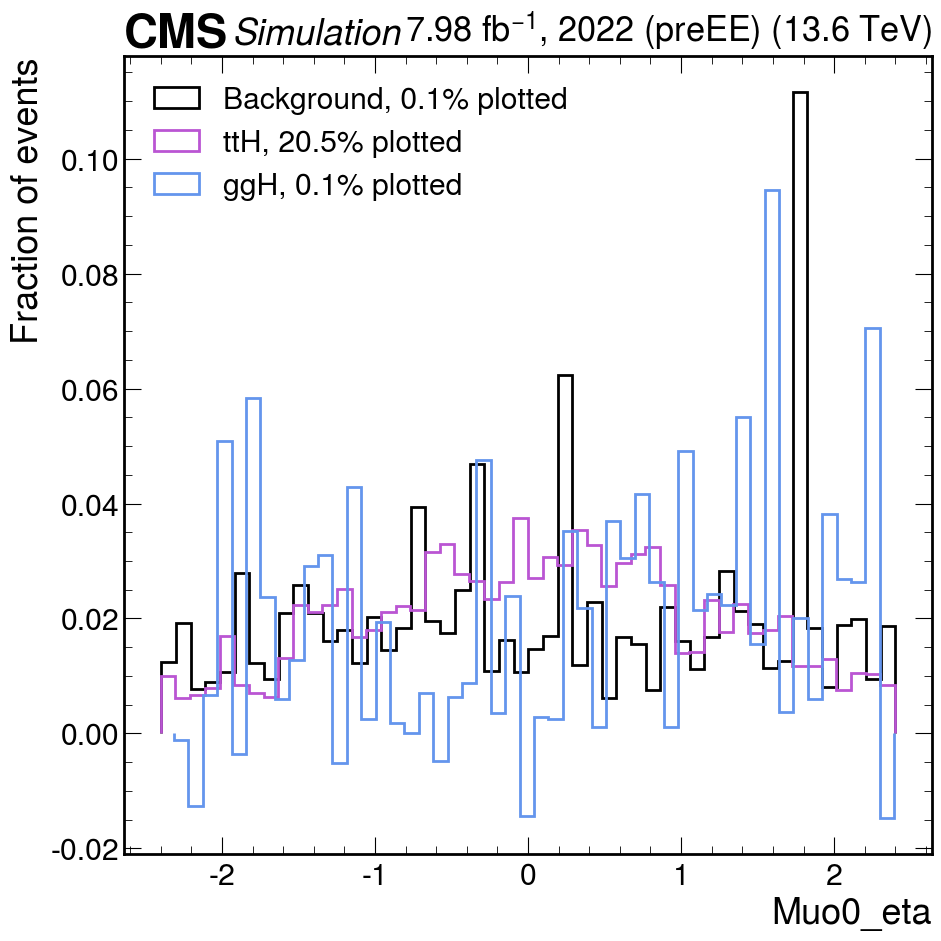 CMS Simulation 7.98 fb⁻¹, 2022 (preEE) (13.6 TeV)
Fraction of events
Background, 0.1% plotted
ttH, 20.5% plotted
ggH, 0.1% plotted
0.10
0.08
0.06
0.04
0.02
0.00
-0.02
-2 -1 0 1 2
Muo0_eta